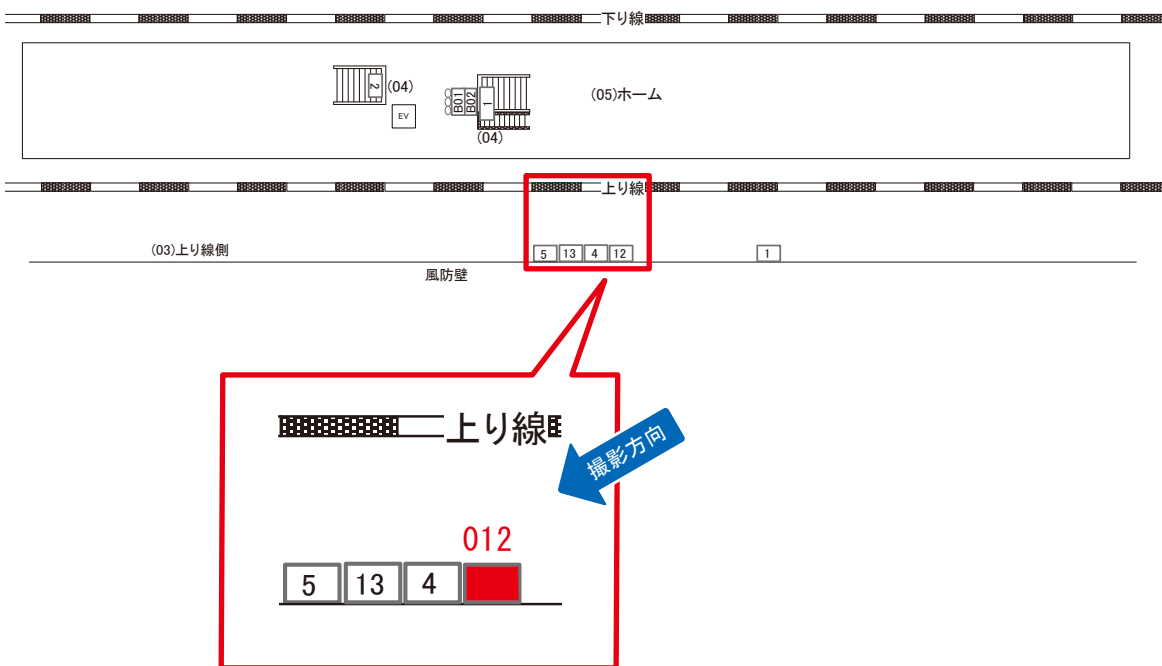 下り線
2
(04)
EV
B01
B02
1
(04)
(05)ホーム
上り線
(03)上り線側
5 13 4 12
1
風防壁
上り線
撮影方向
012
5 13 4